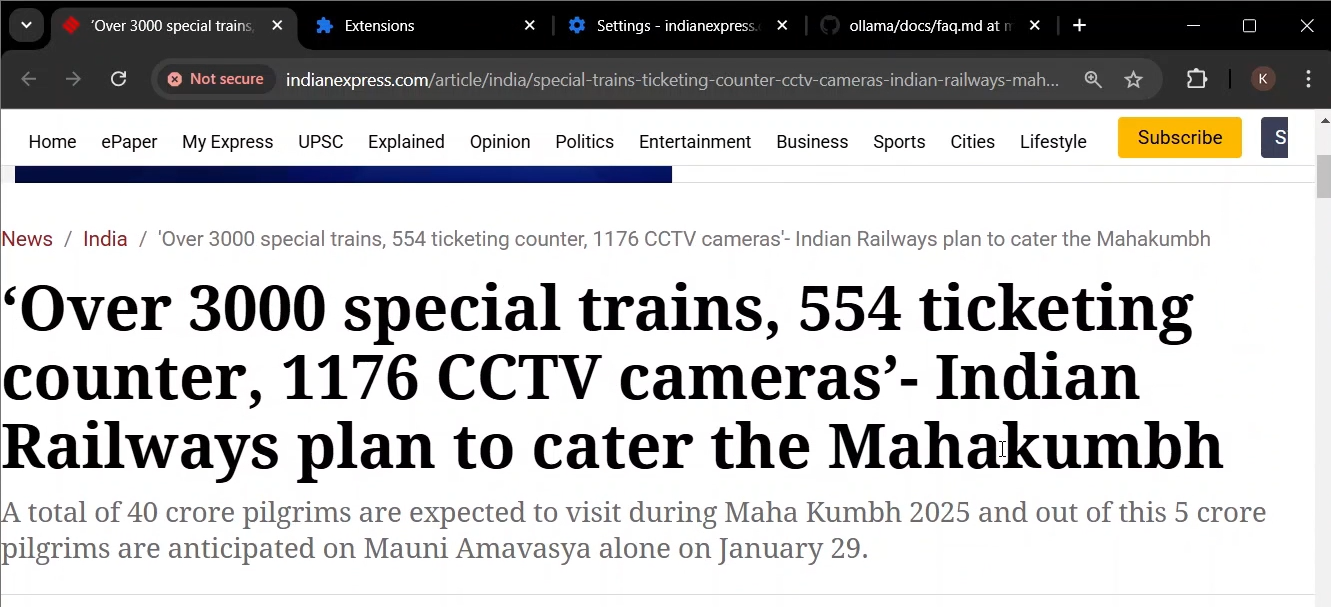 ‘Over 3000 special trains, Extensions Settings - indianexpress. ollama/docs/faq.md at m
Not secure indianexpress.com/article/india/special-trains-ticketing-counter-cctv-cameras-indian-railways-mah... K
Home ePaper My Express UPSC Explained Opinion Politics Entertainment Business Sports Cities Lifestyle Subscribe S
News / India / 'Over 3000 special trains, 554 ticketing counter, 1176 CCTV cameras'- Indian Railways plan to cater the Mahakumbh
‘Over 3000 special trains, 554 ticketing
counter, 1176 CCTV cameras’- Indian
Railways plan to cater the Mahakumbh
A total of 40 crore pilgrims are expected to visit during Maha Kumbh 2025 and out of this 5 crore
pilgrims are anticipated on Mauni Amavasya alone on January 29.